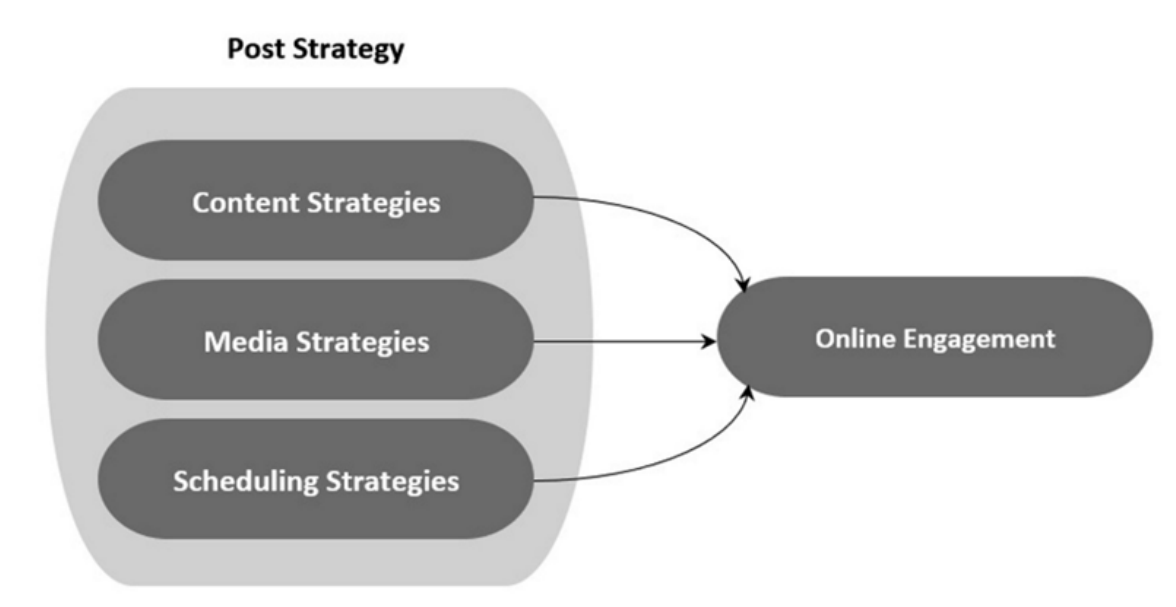 Post Strategy
Content Strategies
Media Strategies
Scheduling Strategies
Online Engagement